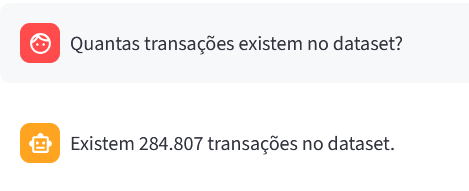 Quantas transações existem no dataset?
Existem 284.807 transações no dataset.